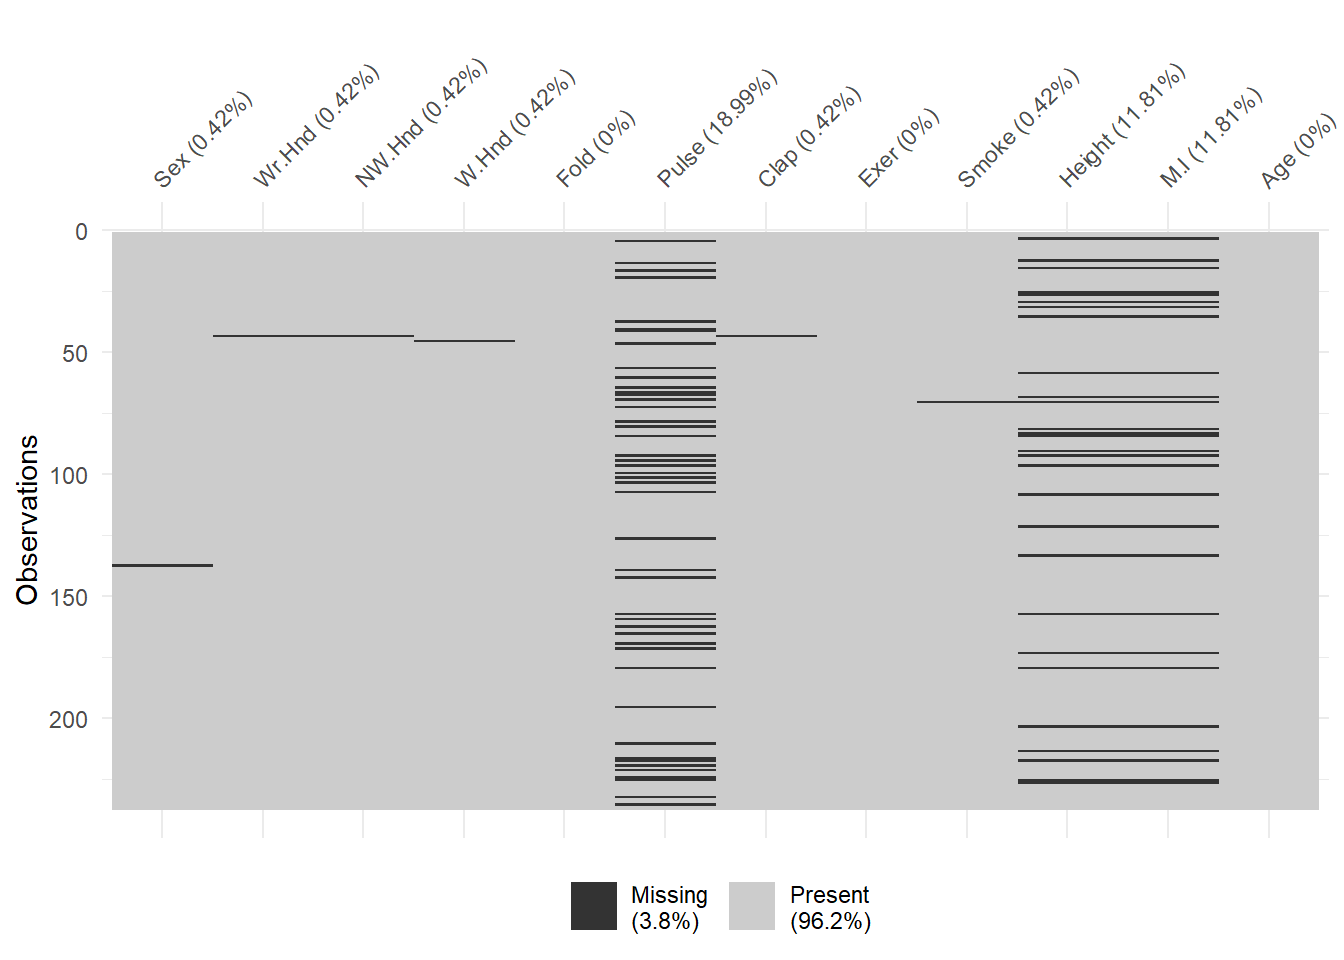 Sex (0.42%)
Wr.Hnd (0.42%)
NW.Hnd (0.42%)
W.Hnd (0.42%)
Fold (0%)
Pulse (18.99%)
Clap (0.42%)
Exer (0%)
Smoke (0.42%)
Height (11.81%)
M.I (11.81%)
Age (0%)
0
50
100
150
200
Observations
Missing
(3.8%)
Present
(96.2%)